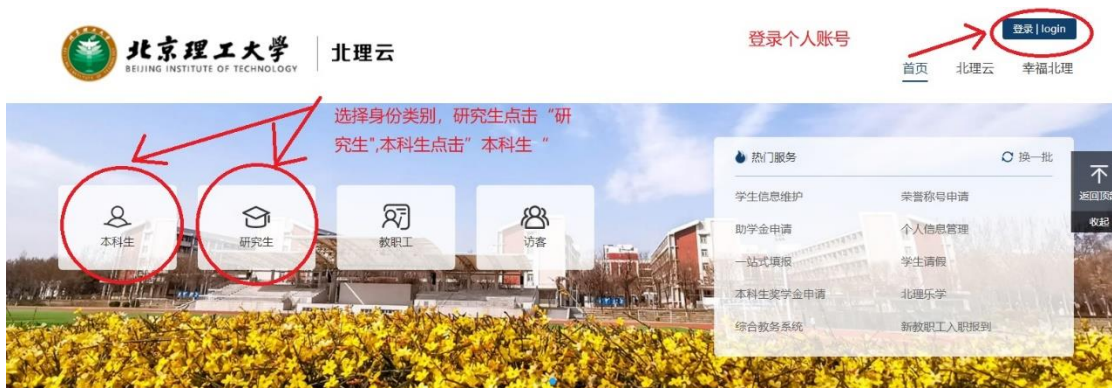 北京理工大学
BEIJING INSTITUTE OF TECHNOLOGY
北理云
登录个人账号
登录 | login
首页
北理云
幸福北理
选择身份类别，研究生点击“研
究生",本科生点击”本科生“
本科生
研究生
教职工
访客
热门服务
换一批
学生信息维护
荣誉称号申请
助学金申请
个人信息管理
一站式填报
学生请假
本科生奖学金申请
北理乐学
综合教务系统
新教职工入职报到
返回顶
收起